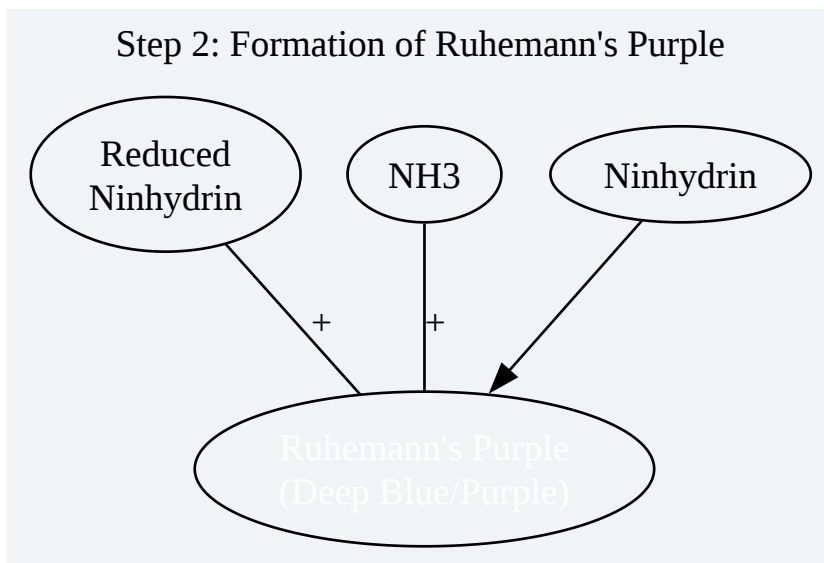 Step 2: Formation of Ruhemann's Purple
Reduced
Ninhydrin
NH3
Ninhydrin
+
+
Ruhemann's Purple
(Deep Blue/Purple)